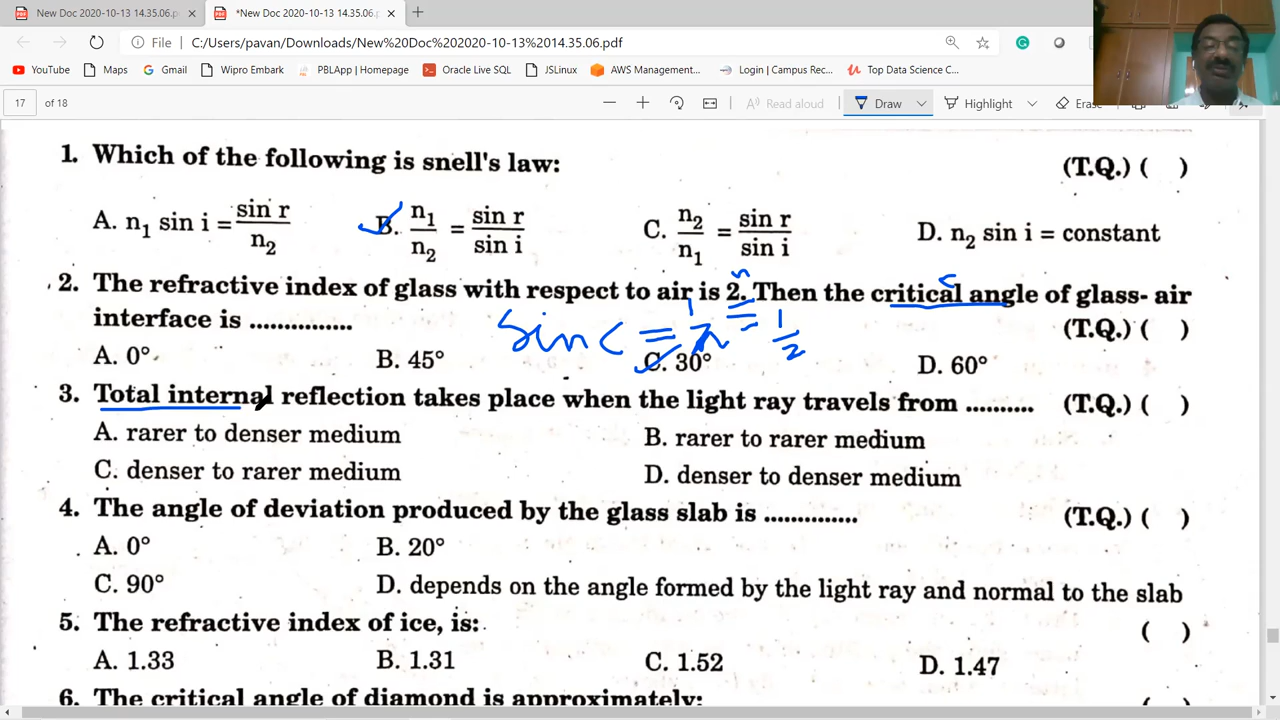 New Doc 2020-10-13 14.35.06.p
*New Doc 2020-10-13 14.35.06.p
File C:/Users/pavan/Downloads/New%20Doc%202020-10-13%2014.35.06.pdf
YouTube Maps Gmail Wipro Embark PBLApp | Homepage Oracle Live SQL JSLinux AWS Management... Login | Campus Rec... Top Data Science C...
17 of 18 Read aloud Draw Highlight Erase
1. Which of the following is snell's law: (T.Q.) ( )
A. n₁ sin i = sin r / n₂ B. n₁ / n₂ = sin r / sin i C. n₂ / n₁ = sin r / sin i D. n₂ sin i = constant
2. The refractive index of glass with respect to air is 2. Then the critical angle of glass- air
n c
interface is .............. (T.Q.) ( )
sin c = 1/n = 1/2
A. 0° B. 45° C. 30° D. 60°
3. Total internal reflection takes place when the light ray travels from .......... (T.Q.) ( )
A. rarer to denser medium B. rarer to rarer medium
C. denser to rarer medium D. denser to denser medium
4. The angle of deviation produced by the glass slab is .............. (T.Q.) ( )
A. 0° B. 20°
C. 90° D. depends on the angle formed by the light ray and normal to the slab
5. The refractive index of ice, is: ( )
A. 1.33 B. 1.31 C. 1.52 D. 1.47
6. The critical angle of diamond is approximately: ( )